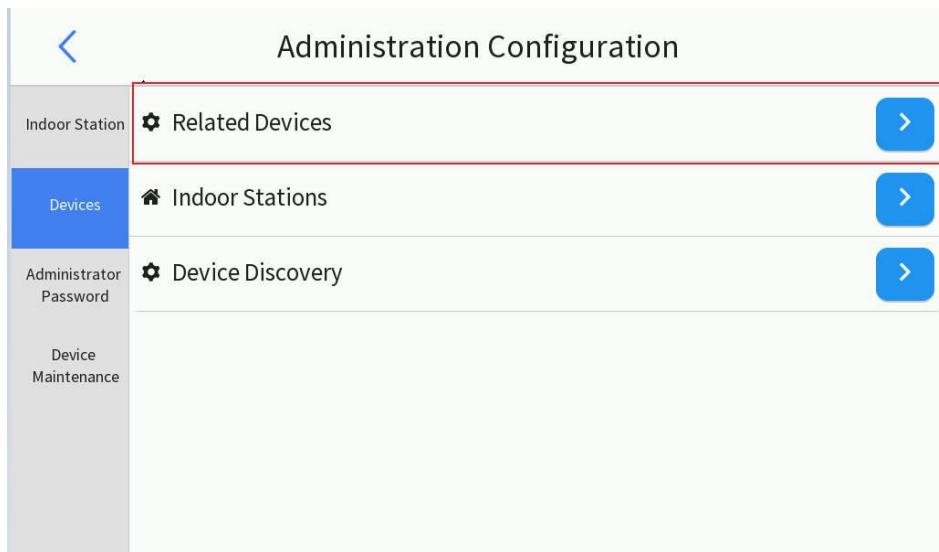 Administration Configuration
Indoor Station
Devices
Administrator
Password
Device
Maintenance
Related Devices
Indoor Stations
Device Discovery